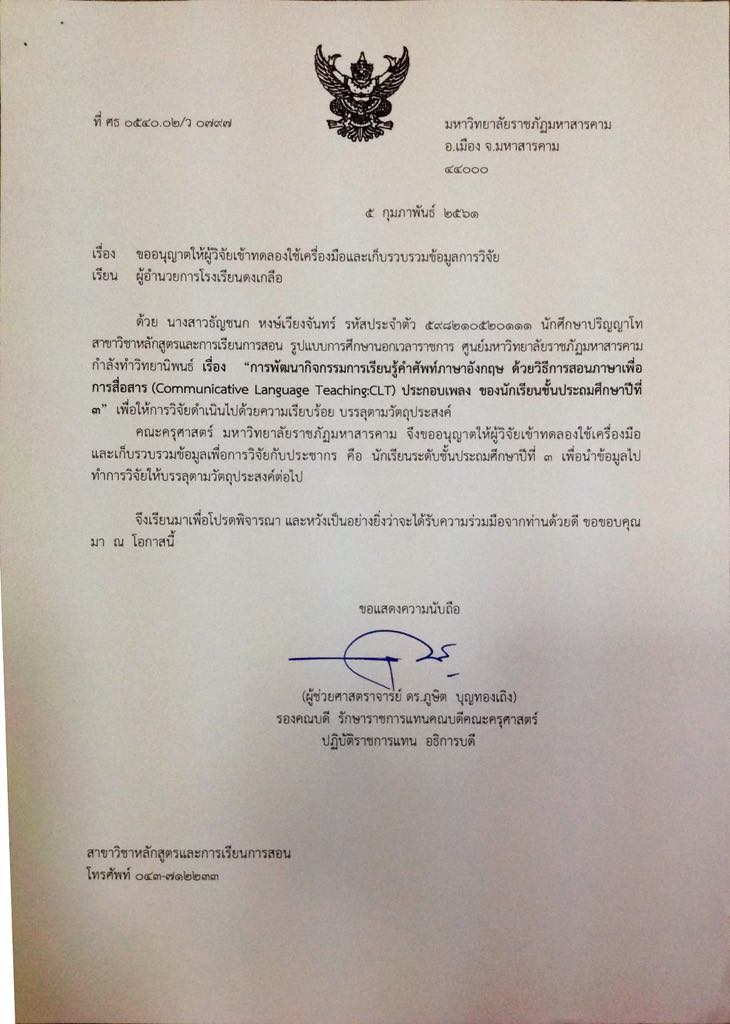 ที่ ศธ ๐๕๔๐.๐๒/ว ๐๗๙๗
มหาวิทยาลัยราชภัฏมหาสารคาม
อ.เมือง จ.มหาสารคาม
๔๔๐๐๐
๕ กุมภาพันธ์ ๒๕๖๑
เรื่อง ขออนุญาตให้ผู้วิจัยเข้าทดลองใช้เครื่องมือและเก็บรวบรวมข้อมูลการวิจัย
เรียน ผู้อำนวยการโรงเรียนดงเกลือ
ด้วย นางสาวธัญชนก หงษ์เวียงจันทร์ รหัสประจำตัว ๕๙๘๒๑๐๕๒๐๑๑๑ นักศึกษาปริญญาโท
สาขาวิชาหลักสูตรและการเรียนการสอน รูปแบบการศึกษานอกเวลาราชการ ศูนย์มหาวิทยาลัยราชภัฏมหาสารคาม
กำลังทำวิทยานิพนธ์ เรื่อง "การพัฒนากิจกรรมการเรียนรู้คำศัพท์ภาษาอังกฤษ ด้วยวิธีการสอนภาษาเพื่อ
การสื่อสาร (Communicative Language Teaching:CLT) ประกอบเพลง ของนักเรียนชั้นประถมศึกษาปีที่
๓" เพื่อให้การวิจัยดำเนินไปด้วยความเรียบร้อย บรรลุตามวัตถุประสงค์
คณะครุศาสตร์ มหาวิทยาลัยราชภัฏมหาสารคาม จึงขออนุญาตให้ผู้วิจัยเข้าทดลองใช้เครื่องมือ
และเก็บรวบรวมข้อมูลเพื่อการวิจัยกับประชากร คือ นักเรียนระดับชั้นประถมศึกษาปีที่ ๓ เพื่อนำข้อมูลไป
ทำการวิจัยให้บรรลุตามวัตถุประสงค์ต่อไป
จึงเรียนมาเพื่อโปรดพิจารณา และหวังเป็นอย่างยิ่งว่าจะได้รับความร่วมมือจากท่านด้วยดี ขอขอบคุณ
มา ณ โอกาสนี้
ขอแสดงความนับถือ
(ผู้ช่วยศาสตราจารย์ ดร.ภูษิต บุญทองเถิง)
รองคณบดี รักษาราชการแทนคณบดีคณะครุศาสตร์
ปฏิบัติราชการแทน อธิการบดี
สาขาวิชาหลักสูตรและการเรียนการสอน
โทรศัพท์ ๐๔๓-๗๑๒๒๓๓